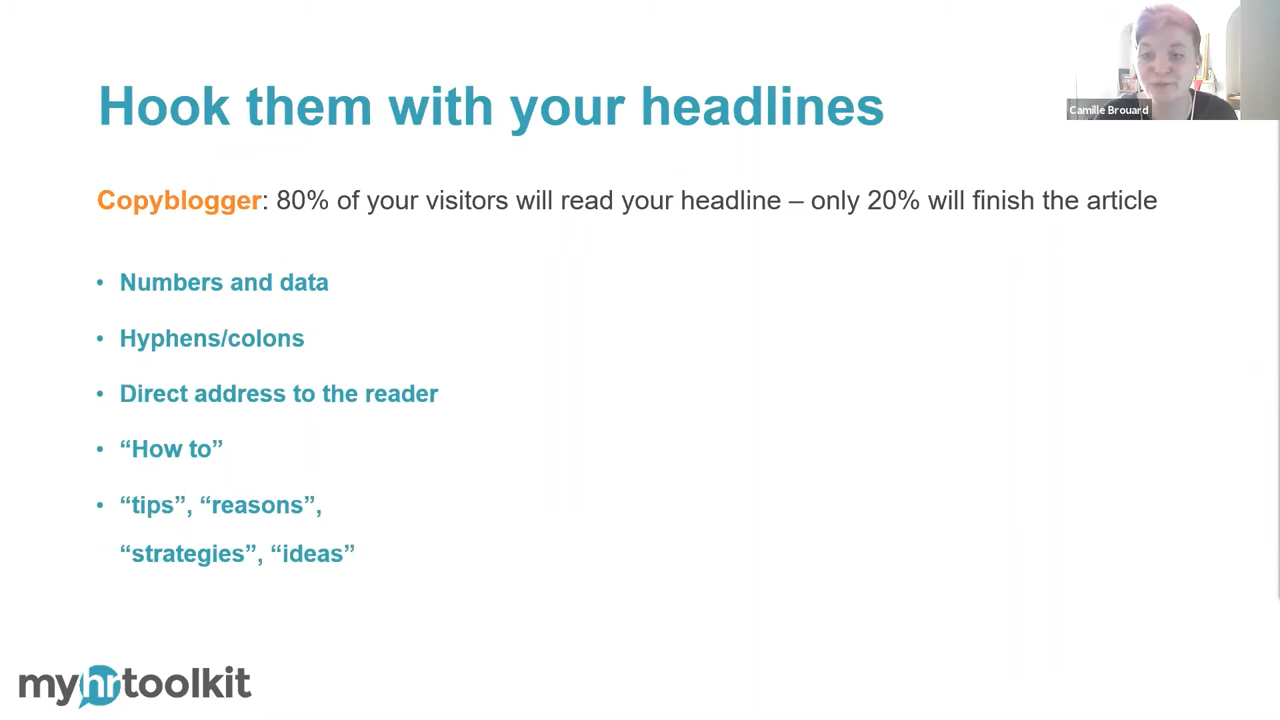 Hook them with your headlines
Camille Brouard
Copyblogger: 80% of your visitors will read your headline – only 20% will finish the article
• Numbers and data
• Hyphens/colons
• Direct address to the reader
• “How to”
• “tips”, “reasons”,
“strategies”, “ideas”
myhrtoolkit